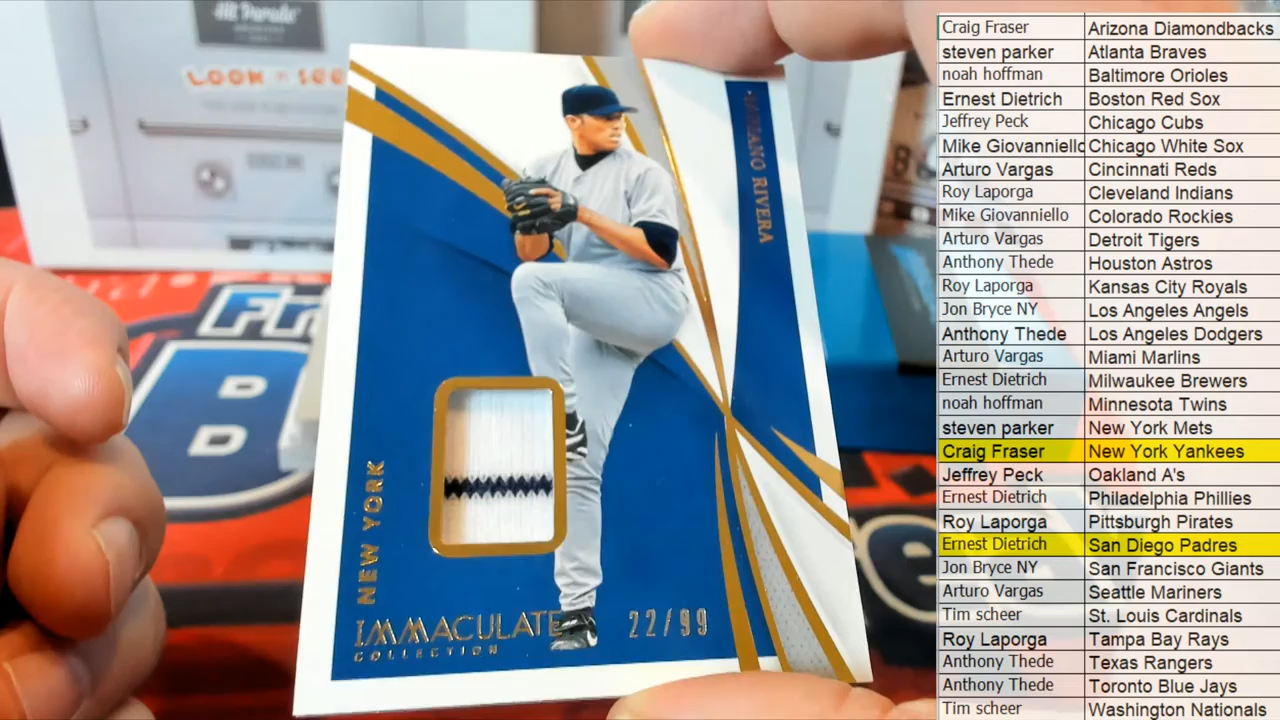 Hit Parade
LOOK SEE
Fri
B
D
MARIANO RIVERA
NEW YORK
IMMACULATE
COLLECTION
22/99
Craig Fraser Arizona Diamondbacks
steven parker Atlanta Braves
noah hoffman Baltimore Orioles
Ernest Dietrich Boston Red Sox
Jeffrey Peck Chicago Cubs
Mike Giovanniello Chicago White Sox
Arturo Vargas Cincinnati Reds
Roy Laporga Cleveland Indians
Mike Giovanniello Colorado Rockies
Arturo Vargas Detroit Tigers
Anthony Thede Houston Astros
Roy Laporga Kansas City Royals
Jon Bryce NY Los Angeles Angels
Anthony Thede Los Angeles Dodgers
Arturo Vargas Miami Marlins
Ernest Dietrich Milwaukee Brewers
noah hoffman Minnesota Twins
steven parker New York Mets
Craig Fraser New York Yankees
Jeffrey Peck Oakland A's
Ernest Dietrich Philadelphia Phillies
Roy Laporga Pittsburgh Pirates
Ernest Dietrich San Diego Padres
Jon Bryce NY San Francisco Giants
Arturo Vargas Seattle Mariners
Tim scheer St. Louis Cardinals
Roy Laporga Tampa Bay Rays
Anthony Thede Texas Rangers
Anthony Thede Toronto Blue Jays
Tim scheer Washington Nationals